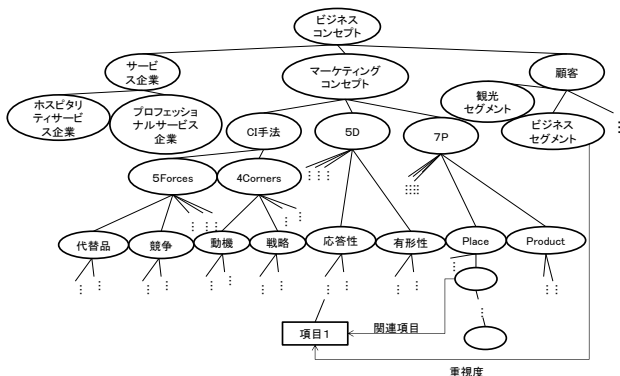 ビジネス
コンセプト
サービ
ス企業
マーケティング
コンセプト
顧客
ホスピタリ
ティサービ
ス企業
プロフェッショ
ナルサービス
企業
観光
セグメント
ビジネス
セグメント
CI手法
5D
7P
5Forces
4Corners
代替品
競争
動機
戦略
応答性
有形性
Place
Product
項目1
関連項目
重視度